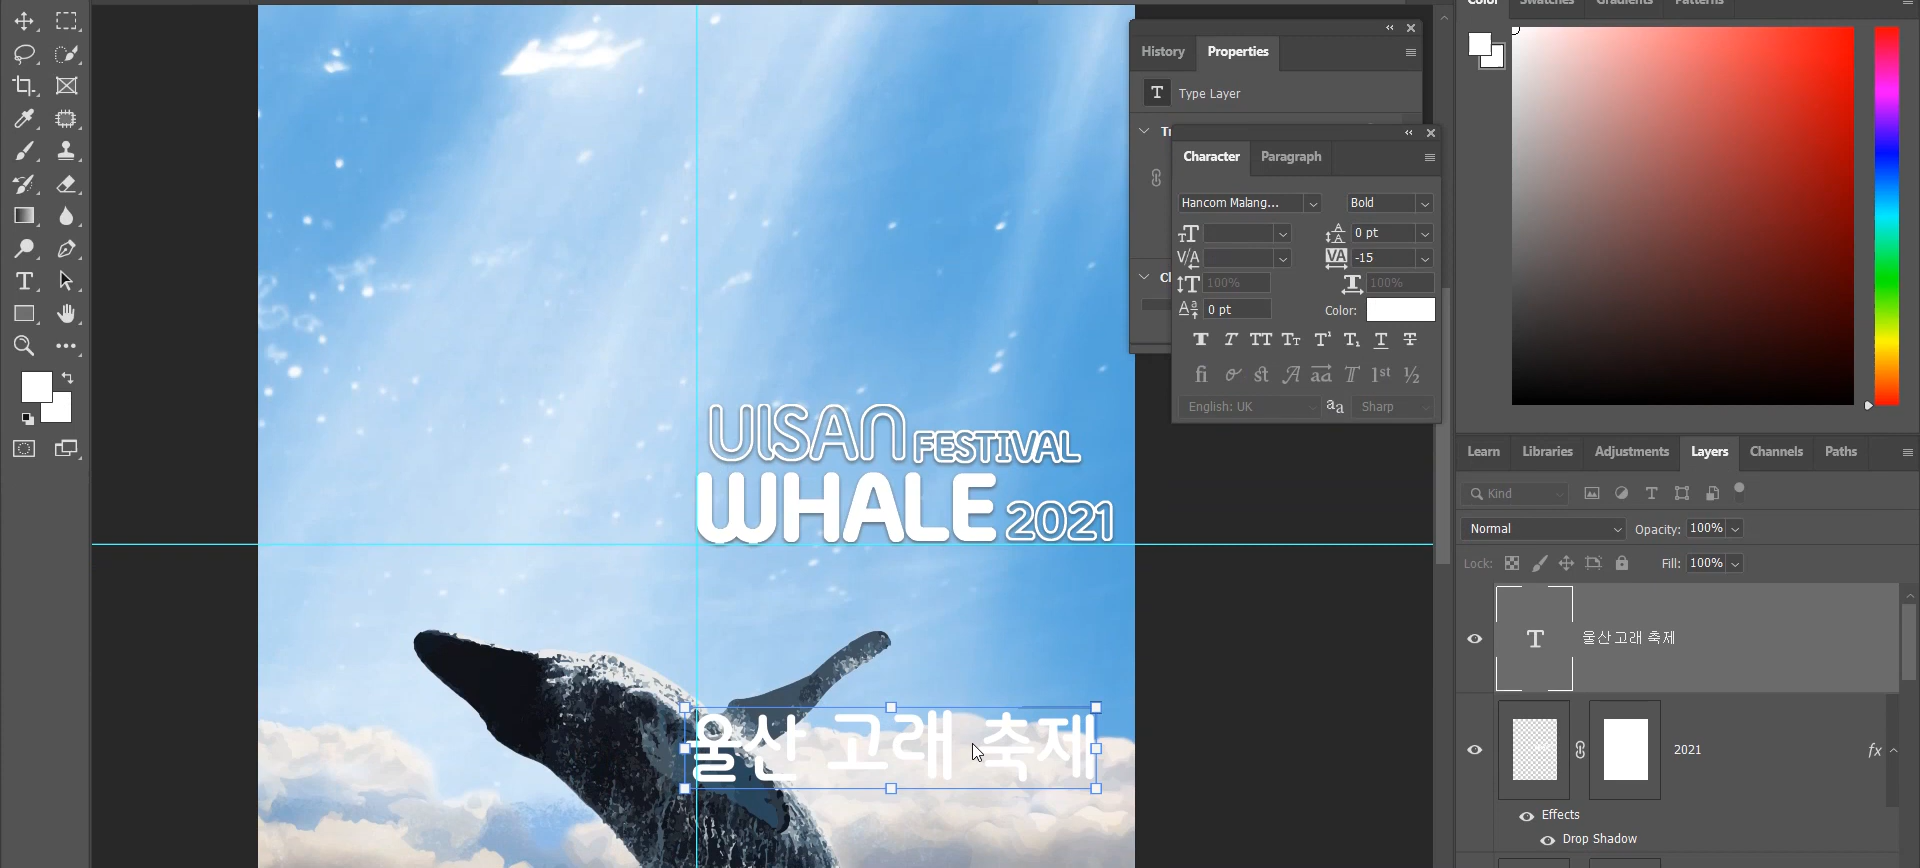 Color Swatches Gradients Patterns
History Properties
T Type Layer
Tr
Character Paragraph
Hancom Malang... Bold
0 pt
-15
100% 100%
0 pt Color:
English: UK Sharp
UlSAN FESTIVAL
WHALE 2021
울산 고래 축제
Learn Libraries Adjustments Layers Channels Paths
Kind
Normal Opacity: 100%
Lock: Fill: 100%
T 울산 고래 축제
2021 fx
Effects
Drop Shadow